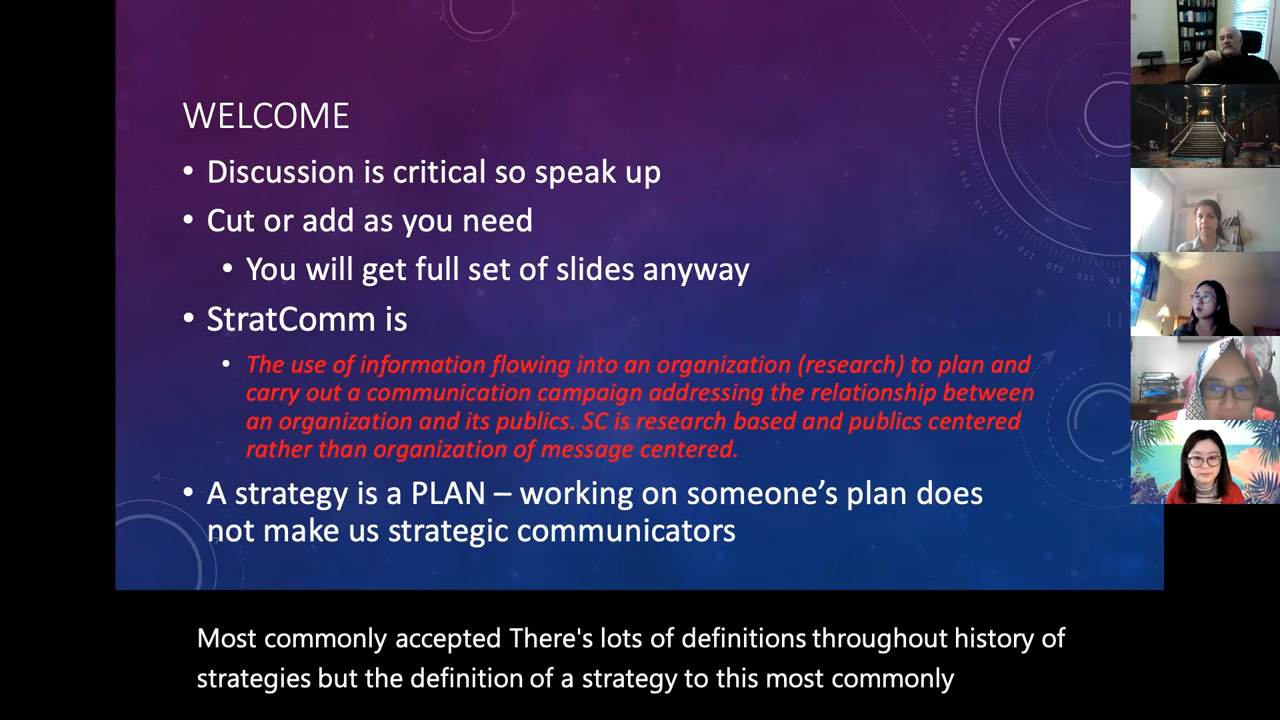 WELCOME
• Discussion is critical so speak up
• Cut or add as you need
• You will get full set of slides anyway
• StratComm is
• The use of information flowing into an organization (research) to plan and
carry out a communication campaign addressing the relationship between
an organization and its publics. SC is research based and publics centered
rather than organization of message centered.
• A strategy is a PLAN – working on someone’s plan does
not make us strategic communicators
Most commonly accepted There's lots of definitions throughout history of
strategies but the definition of a strategy to this most commonly